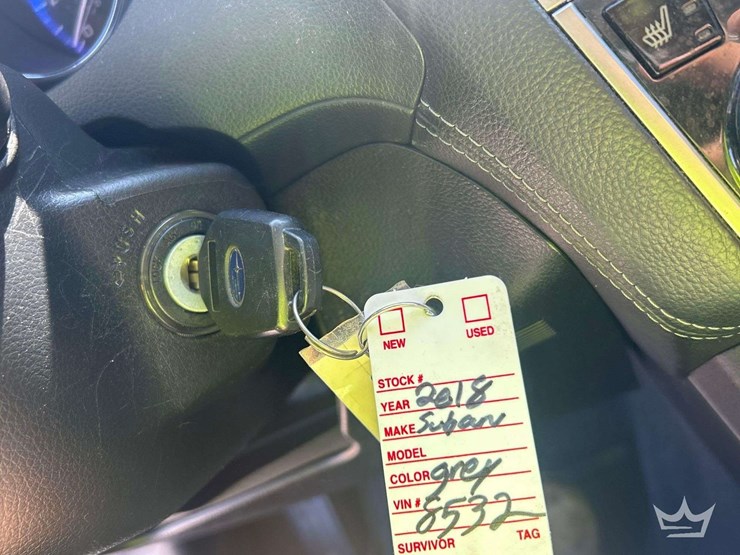 PUSH
NEW USED
STOCK #
YEAR 2018
MAKE Subaru
MODEL
COLOR grey
VIN # 8532
SURVIVOR TAG